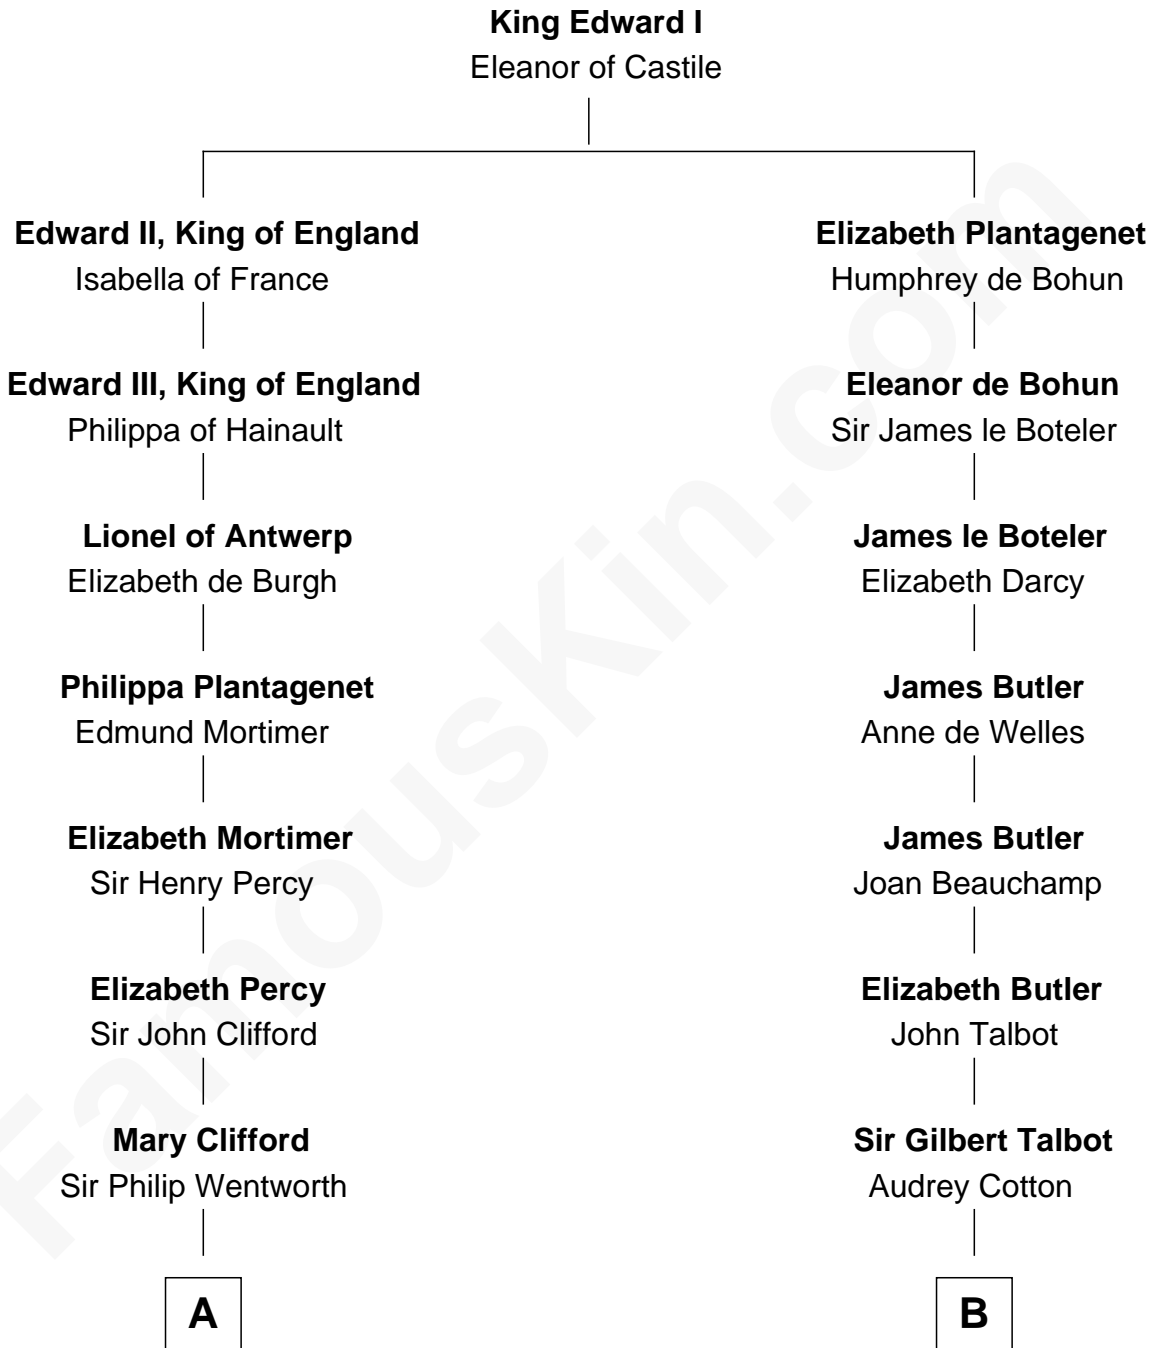 King Edward I
Eleanor of Castile
Edward II, King of England
Isabella of France
Elizabeth Plantagenet
Humphrey de Bohun
Edward III, King of England
Philippa of Hainault
Eleanor de Bohun
Sir James le Boteler
Lionel of Antwerp
Elizabeth de Burgh
James le Boteler
Elizabeth Darcy
Philippa Plantagenet
Edmund Mortimer
James Butler
Anne de Welles
Elizabeth Mortimer
Sir Henry Percy
James Butler
Joan Beauchamp
Elizabeth Percy
Sir John Clifford
Elizabeth Butler
John Talbot
Mary Clifford
Sir Philip Wentworth
Sir Gilbert Talbot
Audrey Cotton
A
B
FamousKin.com